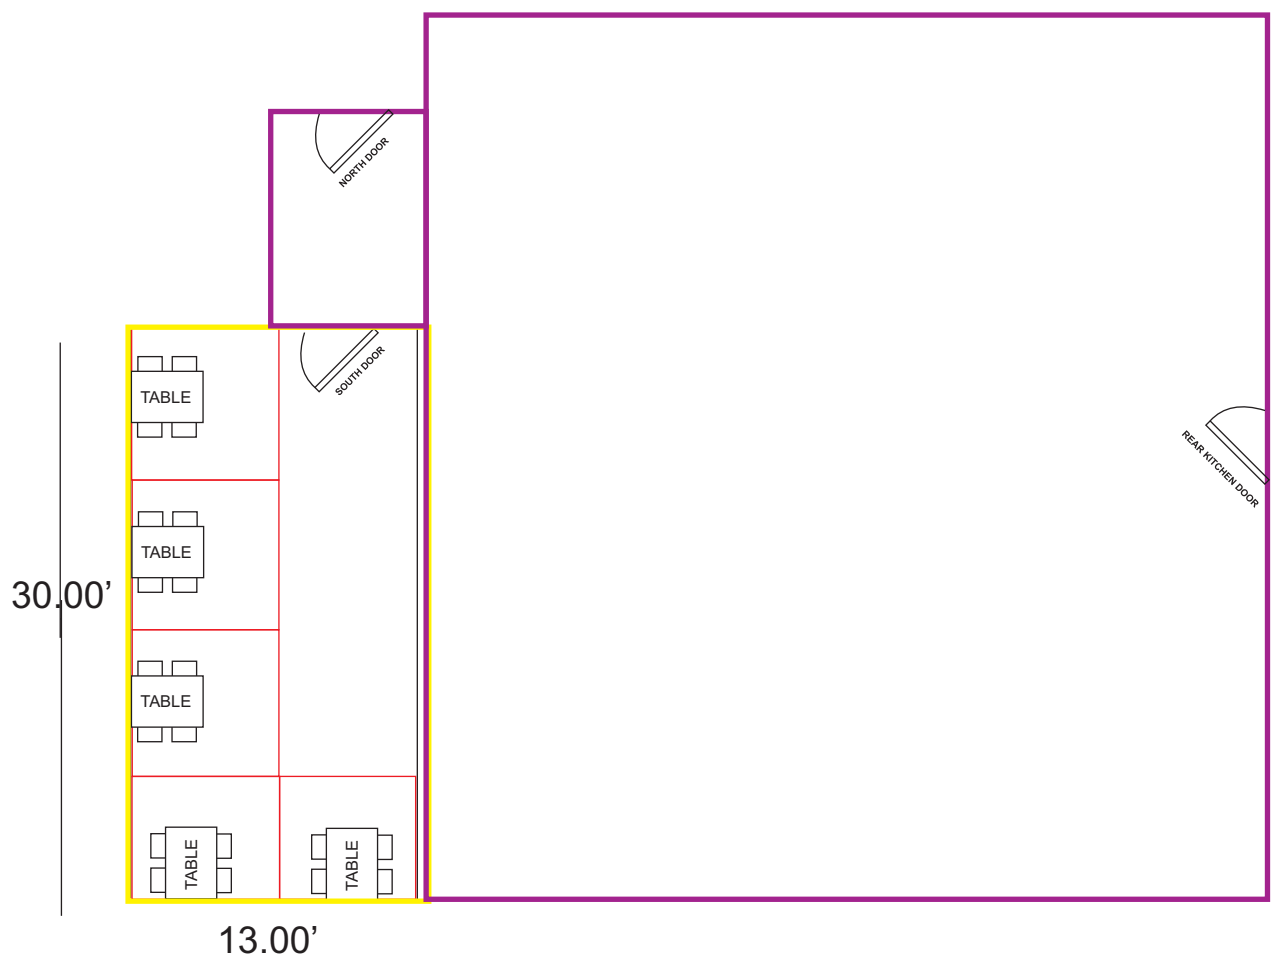 NORTH DOOR
SOUTH DOOR
TABLE
REAR KITCHEN DOOR
TABLE
30.00’
TABLE
TABLE
TABLE
13.00’